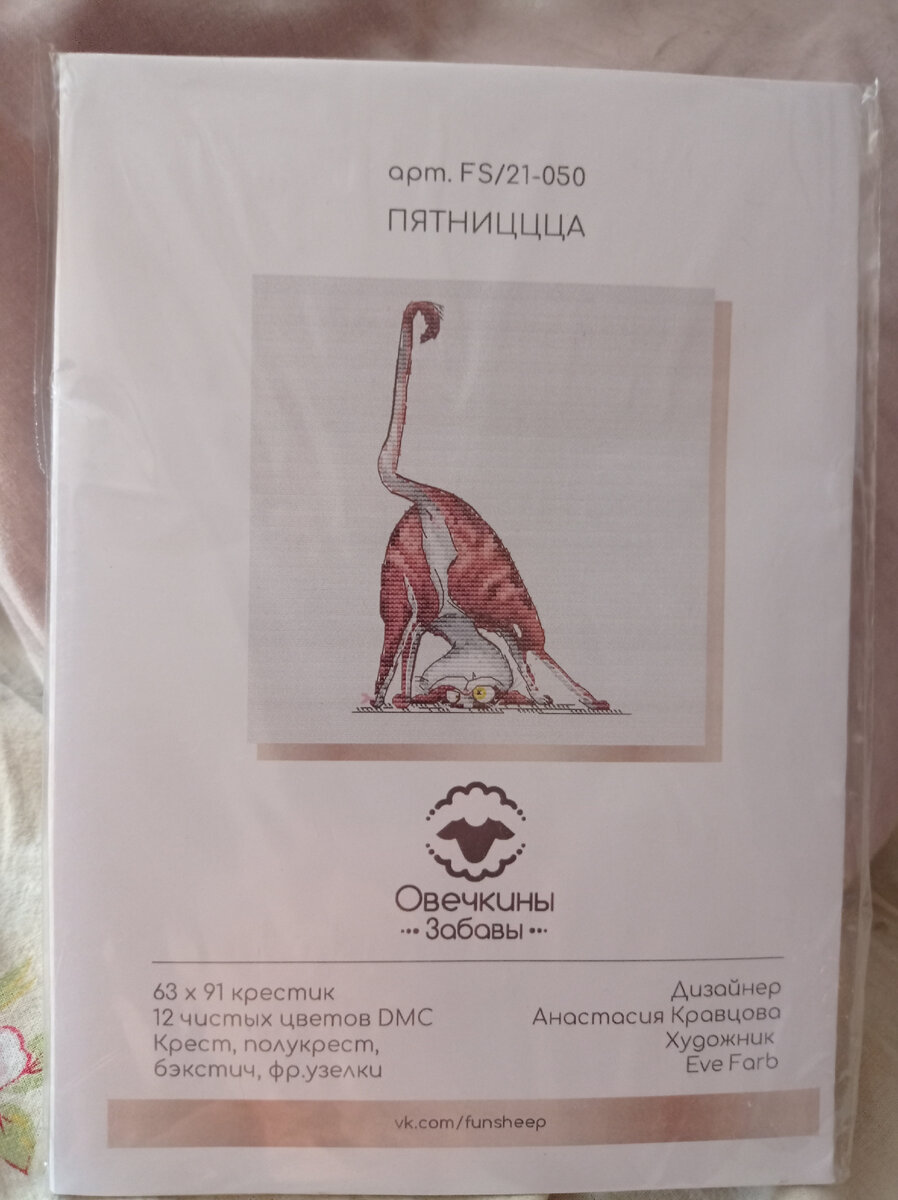 арт. FS/21-050
ПЯТНИЦЦЦА
Овечкины
Забавы
63 x 91 крестик
12 чистых цветов DMC
Крест, полукрест,
бэкстич, фр.узелки
Дизайнер
Анастасия Кравцова
Художник
Eve Farb
vk.com/funsheep